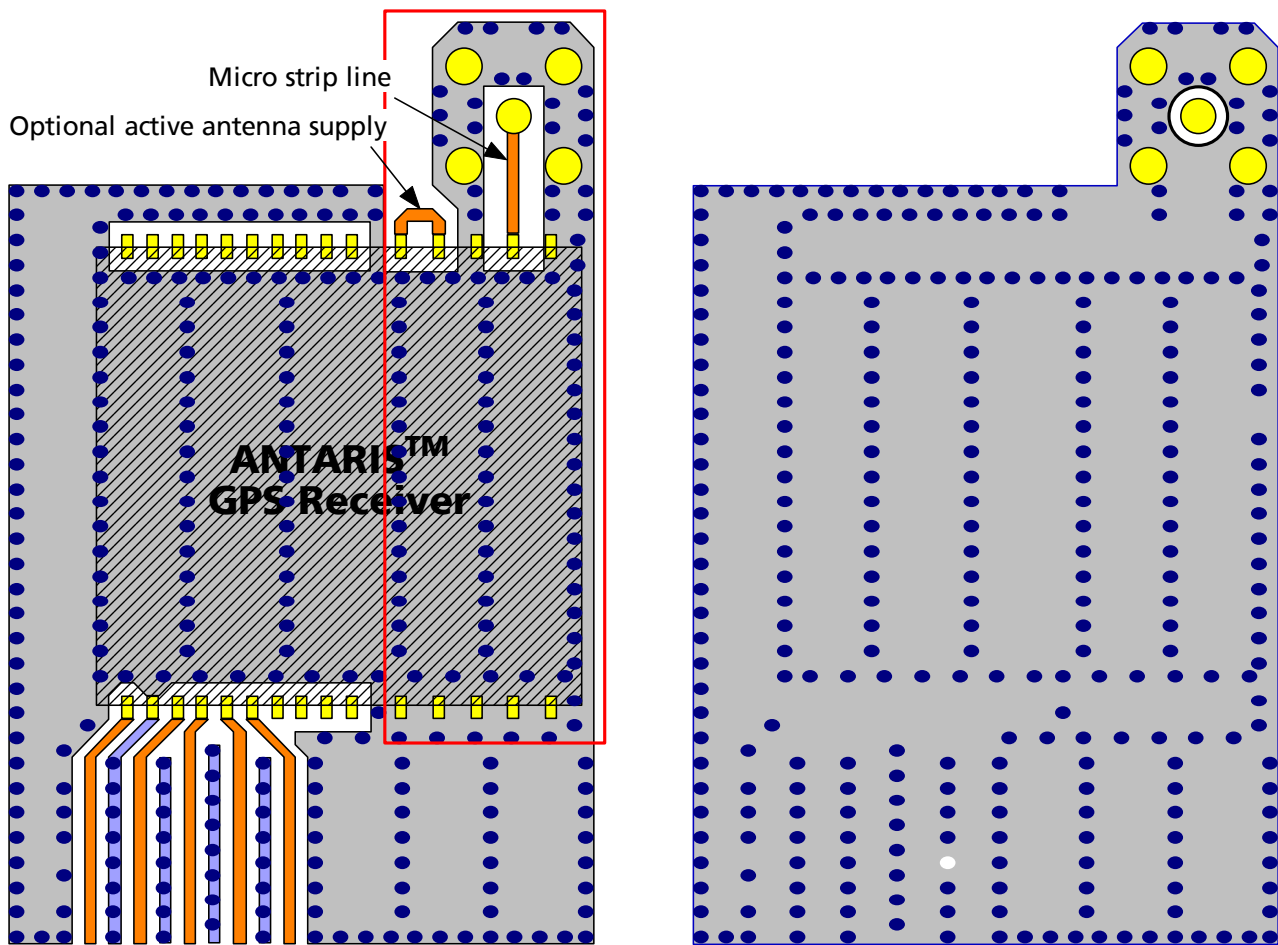 Micro strip line
Optional active antenna supply
ANTARIS™
GPS Receiver